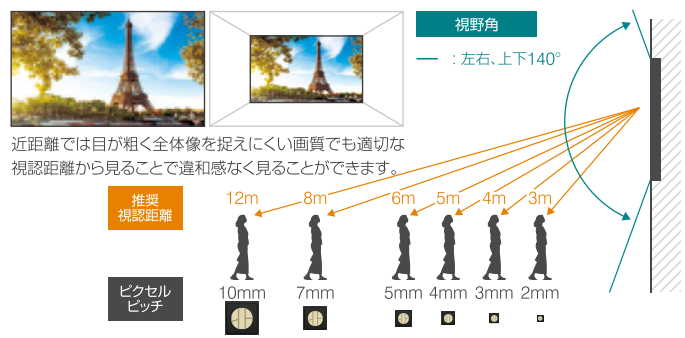 視野角
：左右、上下140°
近距離では目が粗く全体像を捉えにくい画質でも適切な
視認距離から見ることで違和感なく見ることができます。
推奨
視認距離
12m 8m 6m 5m 4m 3m
ピクセル
ピッチ
10mm 7mm 5mm 4mm 3mm 2mm